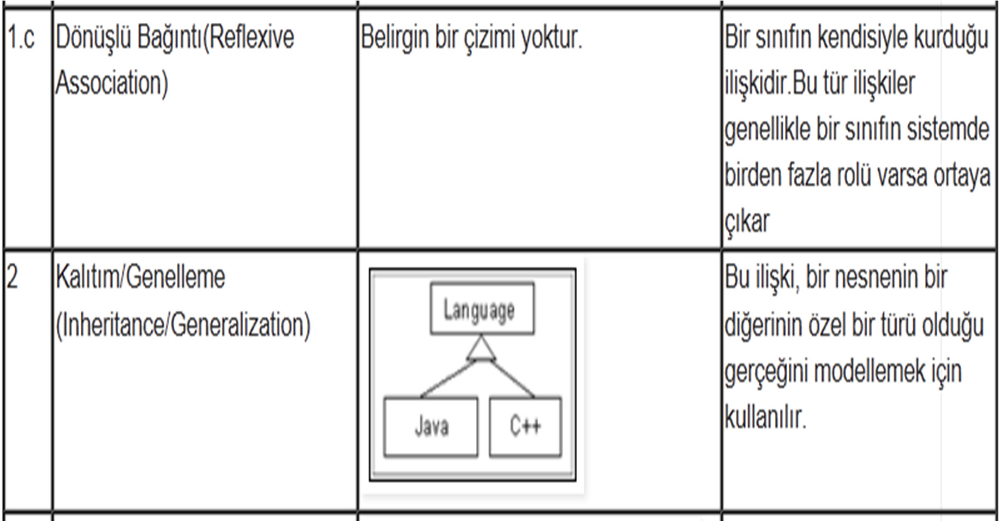 1.c
Dönüşlü Bağıntı(Reflexive
Association)
Belirgin bir çizimi yoktur.
Bir sınıfın kendisiyle kurduğu
ilişkidir.Bu tür ilişkiler
genellikle bir sınıfın sistemde
birden fazla rolü varsa ortaya
çıkar
2
Kalıtım/Genelleme
(Inheritance/Generalization)
Language
Java
C++
Bu ilişki, bir nesnenin bir
diğerinin özel bir türü olduğu
gerçeğini modellemek için
kullanılır.